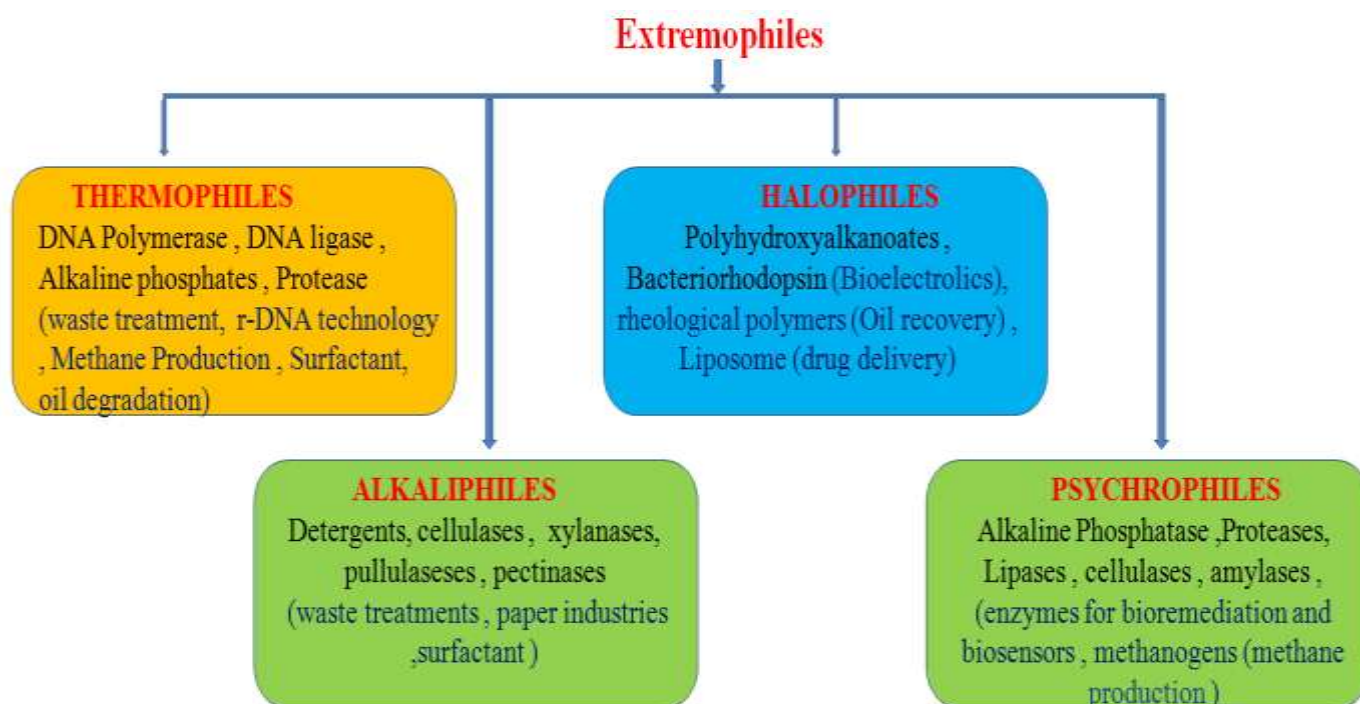 Extremophiles
THERMOPHILES
DNA Polymerase , DNA ligase ,
Alkaline phosphates , Protease
(waste treatment, r-DNA technology
, Methane Production , Surfactant,
oil degradation)
HALOPHILES
Polyhydroxyalkanoates ,
Bacteriorhodopsin (Bioelectrolics),
rheological polymers (Oil recovery) ,
Liposome (drug delivery)
ALKALIPHILES
Detergents, cellulases , xylanases,
pullulaseses , pectinases
(waste treatments , paper industries
,surfactant )
PSYCHROPHILES
Alkaline Phosphatase ,Proteases,
Lipases , cellulases , amylases ,
(enzymes for bioremediation and
biosensors , methanogens (methane
production )